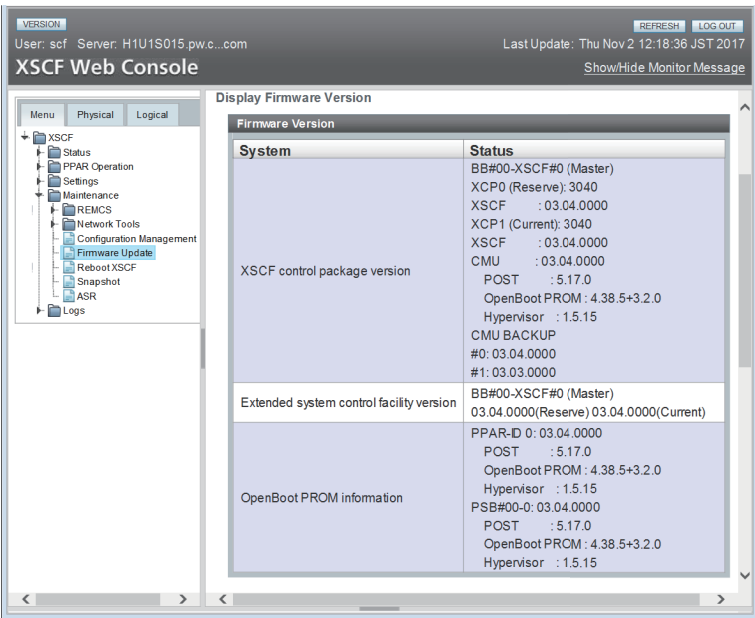 VERSION
REFRESH LOG OUT
User: scf Server: H1U1S015.pw.c...com
Last Update: Thu Nov 2 12:18:36 JST 2017
XSCF Web Console
Show/Hide Monitor Message
Menu Physical Logical
XSCF
Status
PPAR Operation
Settings
Maintenance
REMCS
Network Tools
Configuration Management
Firmware Update
Reboot XSCF
Snapshot
ASR
Logs
Display Firmware Version
Firmware Version
System Status
XSCF control package version
BB#00-XSCF#0 (Master)
XCP0 (Reserve): 3040
XSCF : 03.04.0000
XCP1 (Current): 3040
XSCF : 03.04.0000
CMU : 03.04.0000
POST : 5.17.0
OpenBoot PROM : 4.38.5+3.2.0
Hypervisor : 1.5.15
CMU BACKUP
#0: 03.04.0000
#1: 03.03.0000
Extended system control facility version
BB#00-XSCF#0 (Master)
03.04.0000(Reserve) 03.04.0000(Current)
OpenBoot PROM information
PPAR-ID 0: 03.04.0000
POST : 5.17.0
OpenBoot PROM : 4.38.5+3.2.0
Hypervisor : 1.5.15
PSB#00-0: 03.04.0000
POST : 5.17.0
OpenBoot PROM : 4.38.5+3.2.0
Hypervisor : 1.5.15